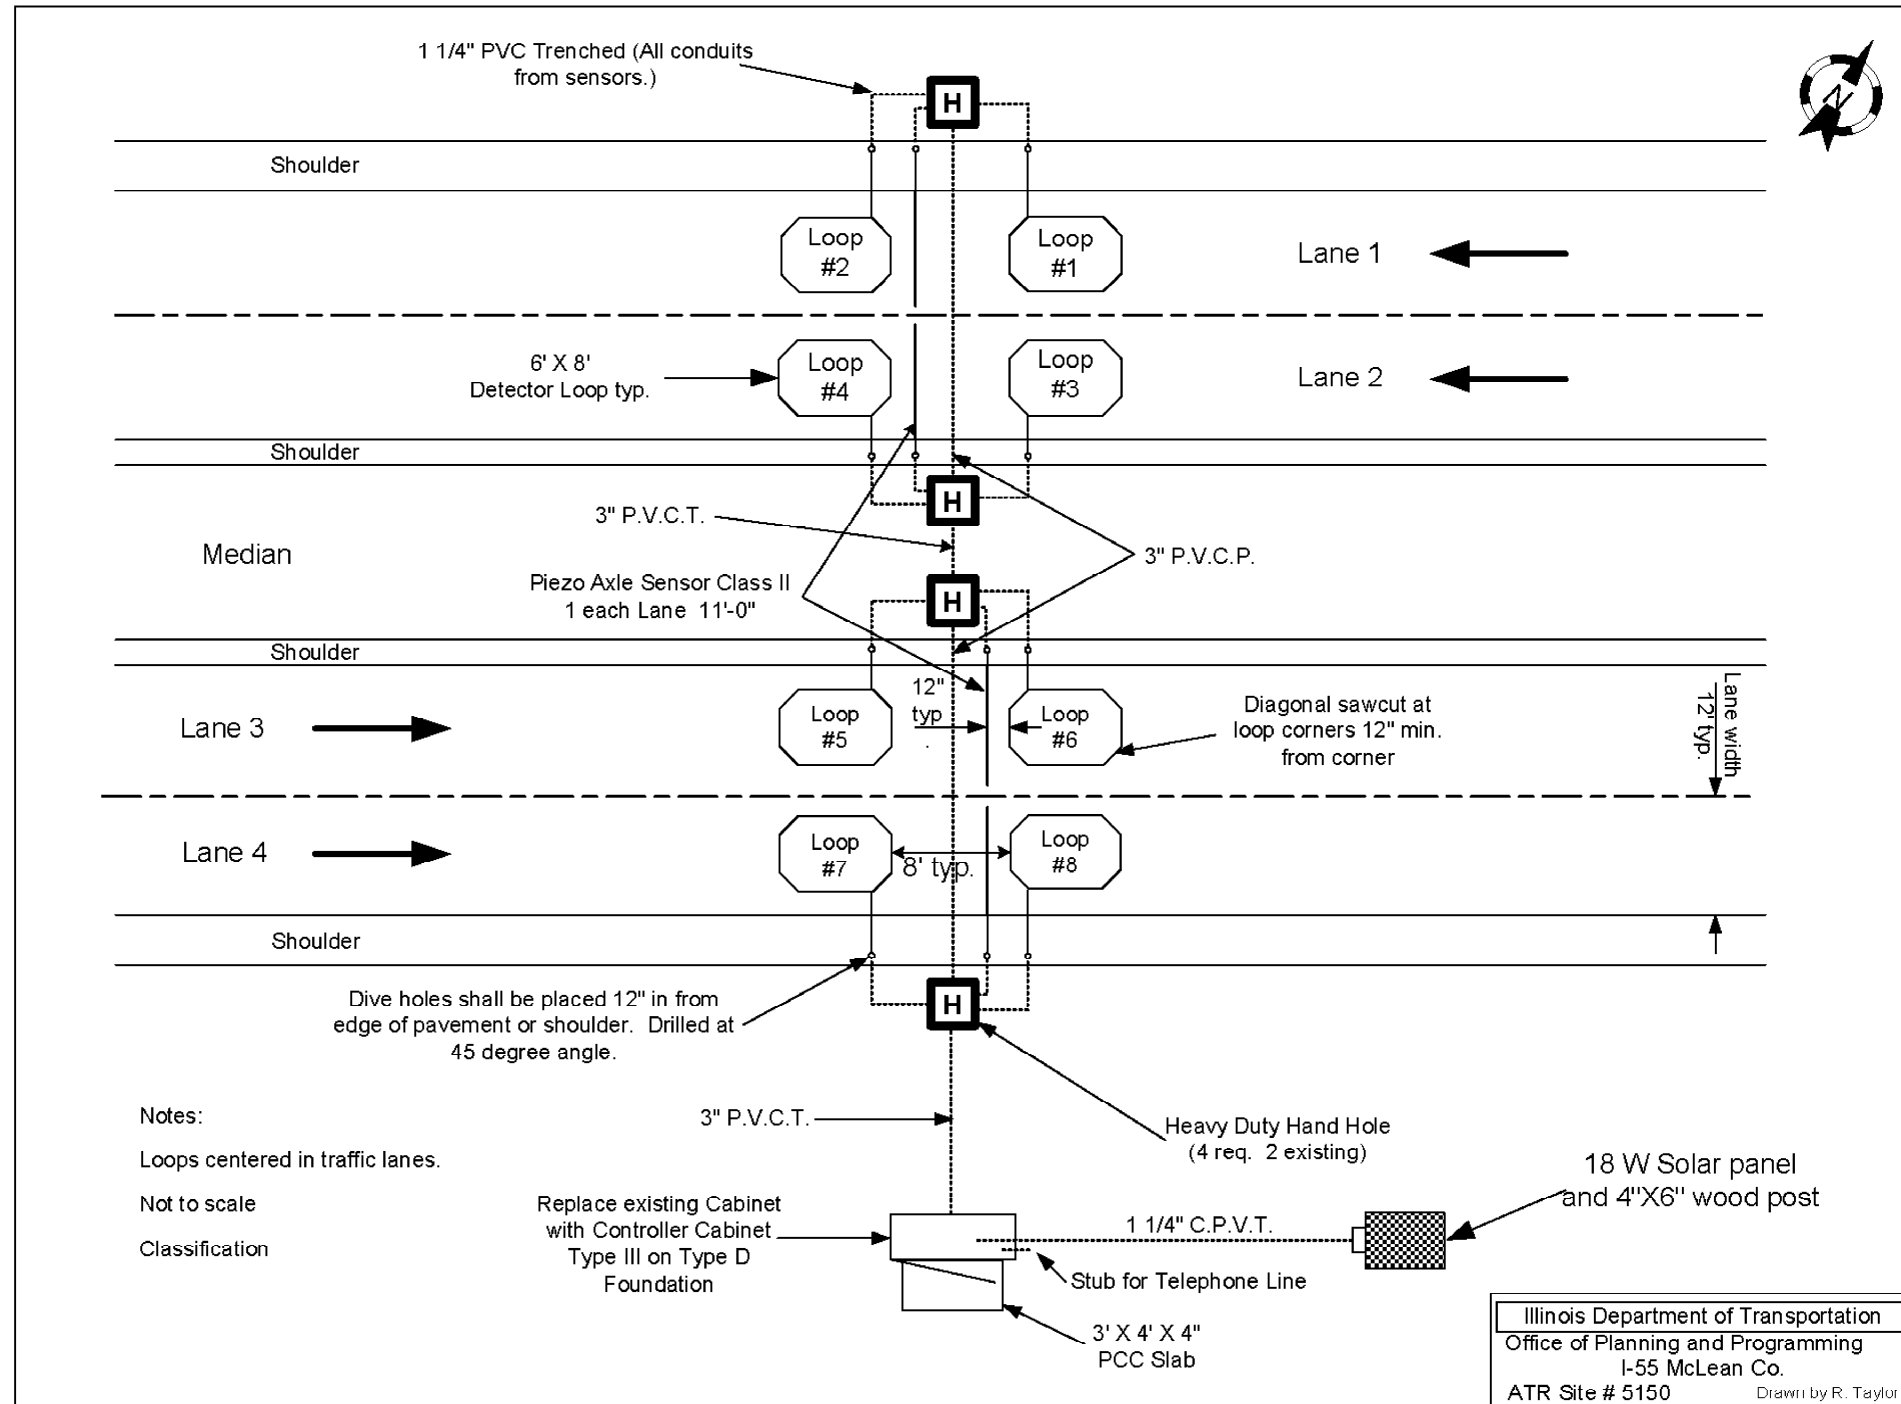 1 1/4" PVC Trenched (All conduits
from sensors.)
H
N
Shoulder
Loop
#2
Loop
#1
Lane 1
6' X 8'
Detector Loop typ.
Loop
#4
Loop
#3
Lane 2
Shoulder
H
3" P.V.C.T.
Median
3" P.V.C.P.
Piezo Axle Sensor Class II
1 each Lane 11'-0"
H
Shoulder
Lane 3
Loop
#5
12"
typ
.
Loop
#6
Diagonal sawcut at
loop corners 12" min.
from corner
Lane width
12' typ.
Lane 4
Loop
#7
8' typ.
Loop
#8
Shoulder
H
Dive holes shall be placed 12" in from
edge of pavement or shoulder. Drilled at
45 degree angle.
3" P.V.C.T.
Heavy Duty Hand Hole
(4 req. 2 existing)
Notes:
Loops centered in traffic lanes.
Not to scale
Classification
Replace existing Cabinet
with Controller Cabinet
Type III on Type D
Foundation
1 1/4" C.P.V.T.
18 W Solar panel
and 4"X6" wood post
Stub for Telephone Line
3' X 4' X 4"
PCC Slab
Illinois Department of Transportation
Office of Planning and Programming
I-55 McLean Co.
ATR Site # 5150
Drawn by R. Taylor